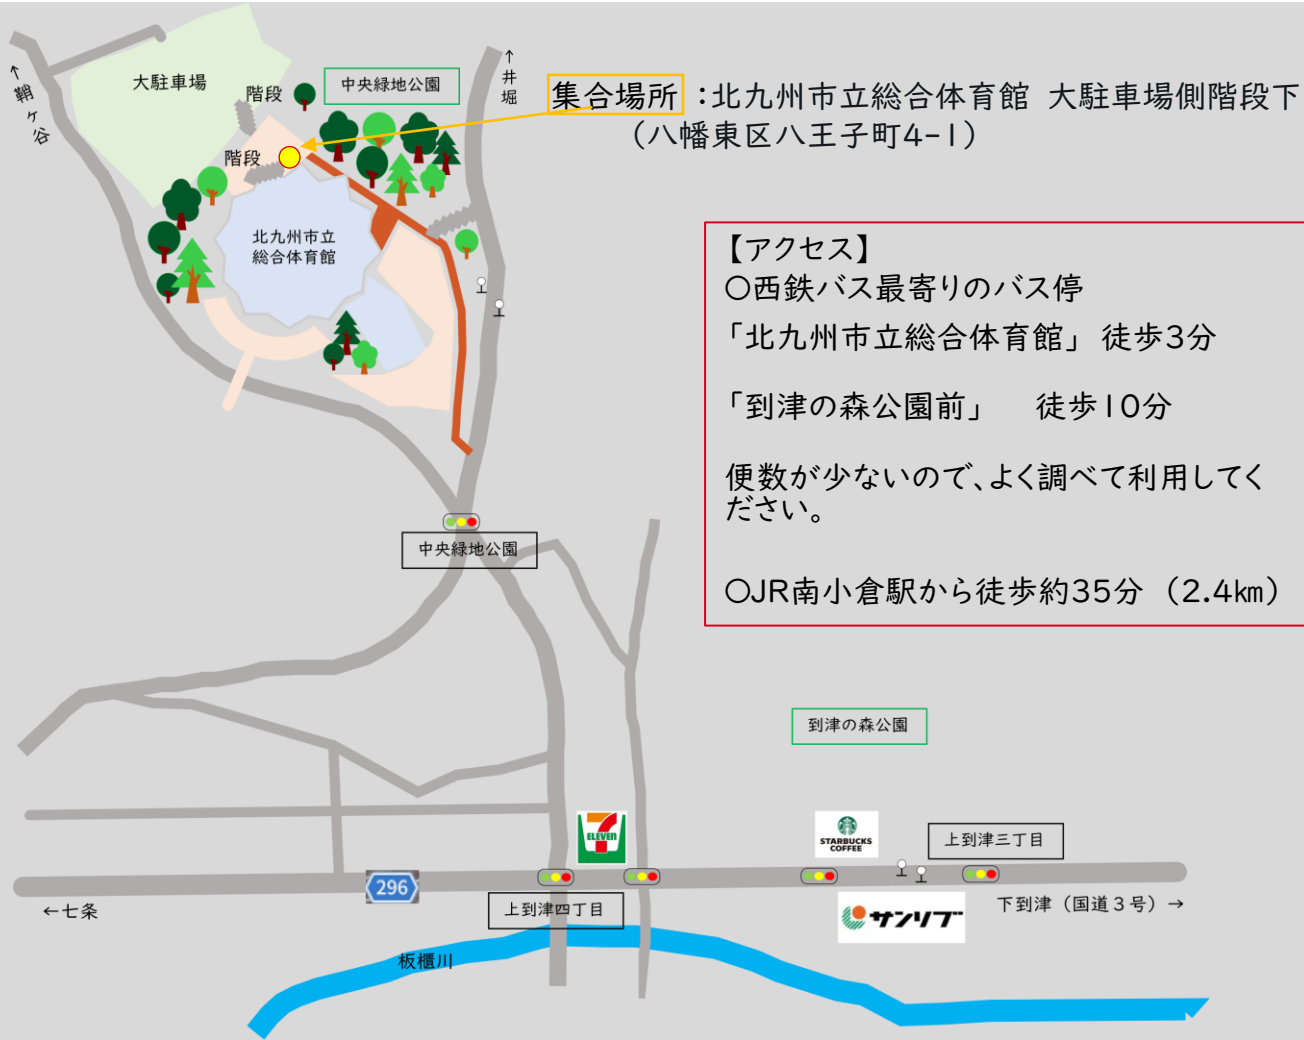 大駐車場
階段
中央緑地公園
↑井堀
↑鞘ヶ谷
集合場所：北九州市立総合体育館 大駐車場側階段下
（八幡東区八王子町4-1）
階段
北九州市立
総合体育館
【アクセス】
〇西鉄バス最寄りのバス停
「北九州市立総合体育館」 徒歩3分
「到津の森公園前」 徒歩10分
便数が少ないので、よく調べて利用してく
ださい。
〇JR南小倉駅から徒歩約35分（2.4㎞）
中央緑地公園
到津の森公園
7
ELEVEN
STARBUCKS
COFFEE
上到津三丁目
296
←七条
上到津四丁目
サンリブ
下到津（国道３号）→
板櫃川